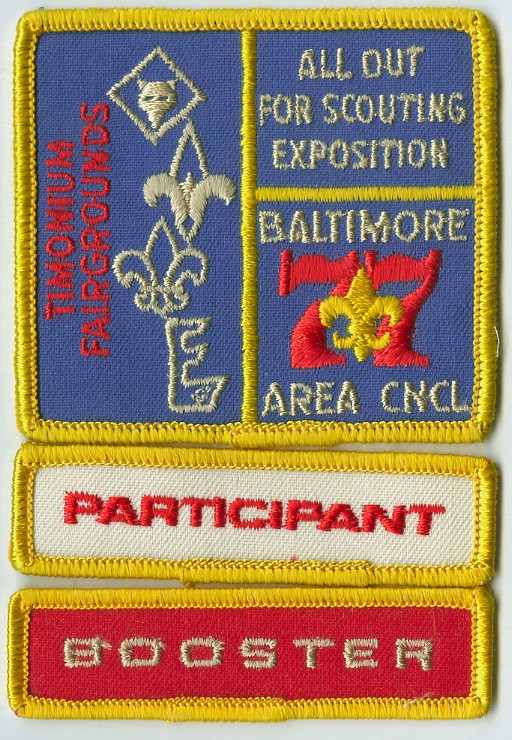 TIMONIUM
FAIRGROUNDS
ALL OUT
FOR SCOUTING
EXPOSITION
BALTIMORE
77
AREA CNCL
PARTICIPANT
BOOSTER